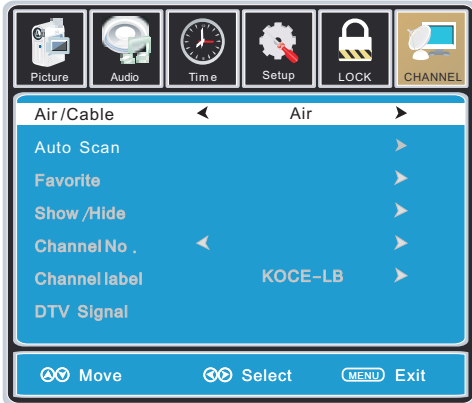 Picture Audio Time Setup LOCK CHANNEL
Air/Cable Air
Auto Scan
Favorite
Show /Hide
Channel No .
Channel label KOCE-LB
DTV Signal
Move Select MENU Exit